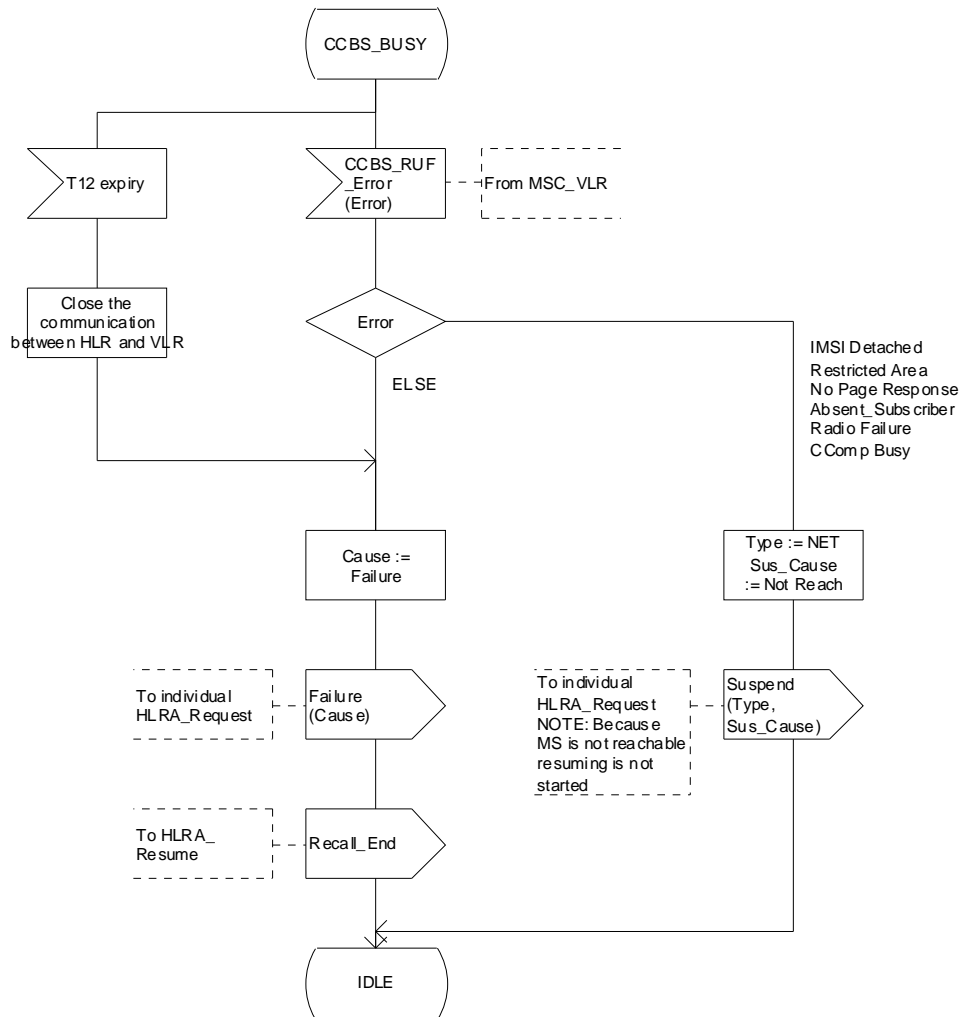 CCBS_BUSY
T12 expiry
CCBS_RUF
_Error
(Error)
From MSC_VLR
Close the
communication
between HLR and VLR
Error
ELSE
IMSI Detached
Restricted Area
No Page Response
Absent_Subscriber
Radio Failure
CComp Busy
Cause :=
Failure
Type := NET
Sus_Cause
:= Not Reach
To individual
HLRA_Request
Failure
(Cause)
To individual
HLRA_Request
NOTE: Because
MS is not reachable
resuming is not
started
Suspend
(Type,
Sus_Cause)
To HLRA_
Resume
Recall_End
IDLE